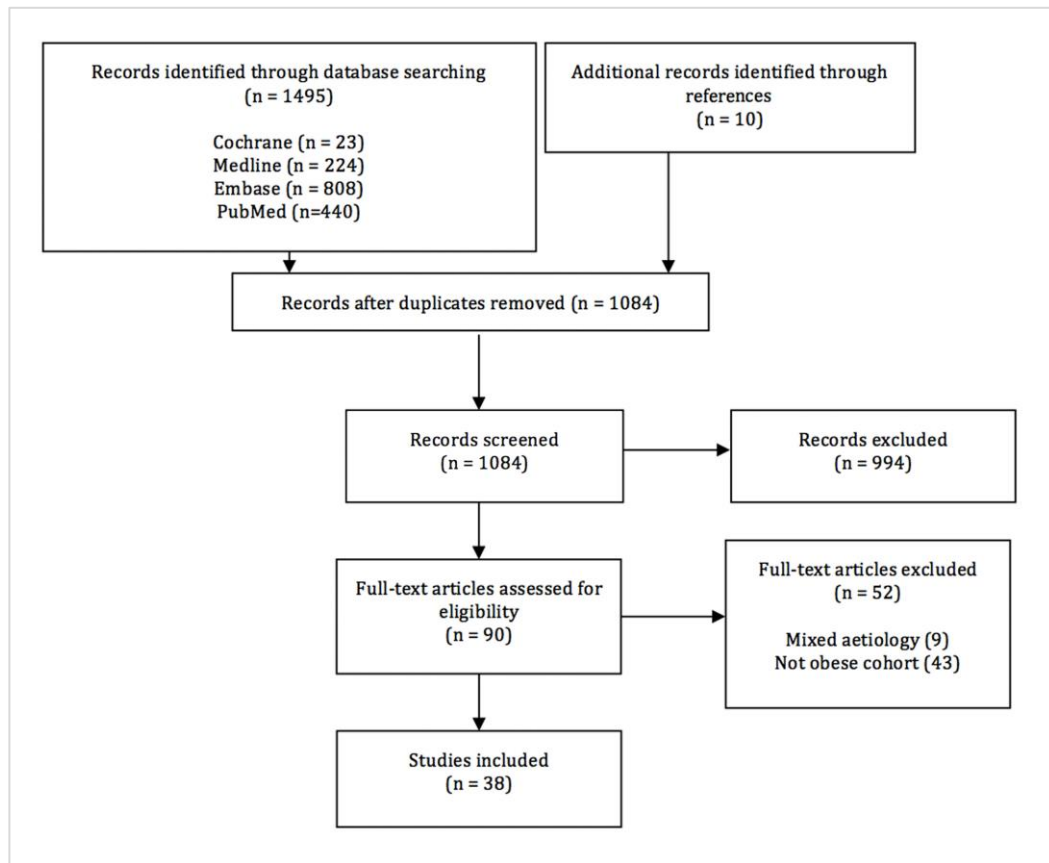 Records identified through database searching
(n = 1495)
Cochrane (n = 23)
Medline (n = 224)
Embase (n = 808)
PubMed (n=440)
Additional records identified through
references
(n = 10)
Records after duplicates removed (n = 1084)
Records screened
(n = 1084)
Records excluded
(n = 994)
Full-text articles assessed for
eligibility
(n = 90)
Full-text articles excluded
(n = 52)
Mixed aetiology (9)
Not obese cohort (43)
Studies included
(n = 38)